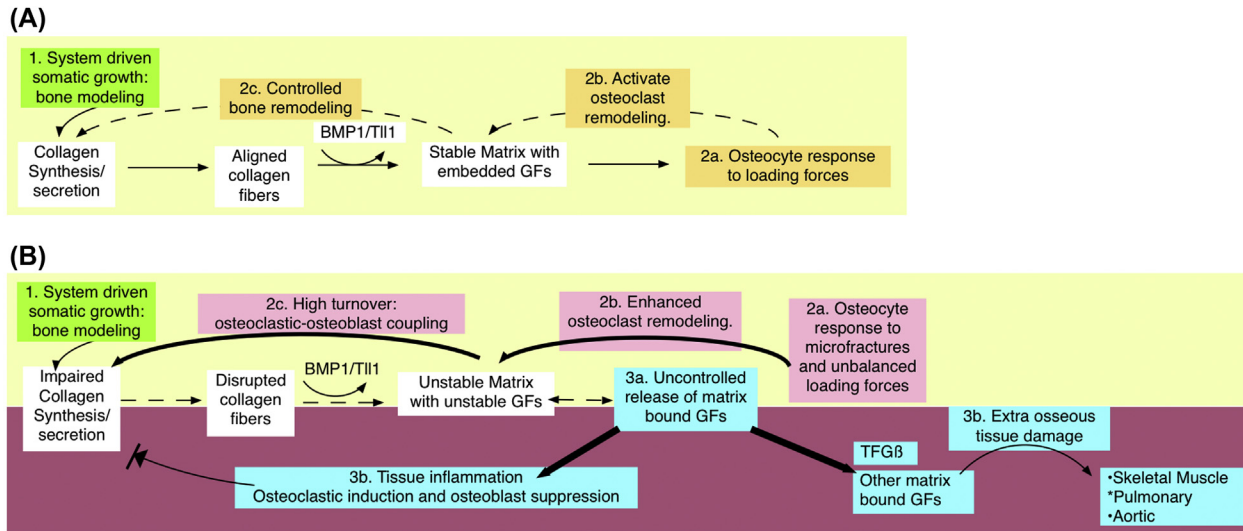 (A)
1. System driven
somatic growth:
bone modeling
2c. Controlled
bone remodeling
2b. Activate
osteoclast
remodeling.
BMP1/Tll1
Collagen
Synthesis/
secretion
Aligned
collagen
fibers
Stable Matrix with
embedded GFs
2a. Osteocyte response
to loading forces
(B)
1. System driven
somatic growth:
bone modeling
2c. High turnover:
osteoclastic-osteoblast coupling
2b. Enhanced
osteoclast remodeling.
2a. Osteocyte
response to
microfractures
and unbalanced
loading forces
BMP1/Tll1
Impaired
Collagen
Synthesis/
secretion
Disrupted
collagen
fibers
Unstable Matrix
with unstable GFs
3a. Uncontrolled
release of matrix
bound GFs
3b. Extra osseous
tissue damage
TFGß
3b. Tissue inflammation
Osteoclastic induction and osteoblast suppression
Other matrix
bound GFs
•Skeletal Muscle
*Pulmonary
•Aortic